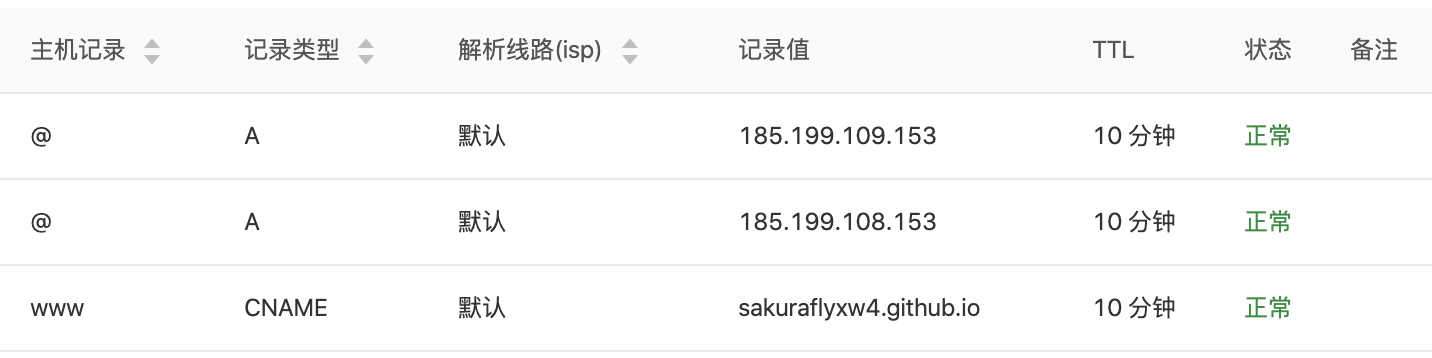 主机记录 记录类型 解析线路(isp) 记录值 TTL 状态 备注
@ A 默认 185.199.109.153 10 分钟 正常
@ A 默认 185.199.108.153 10 分钟 正常
www CNAME 默认 sakuraflyxw4.github.io 10 分钟 正常